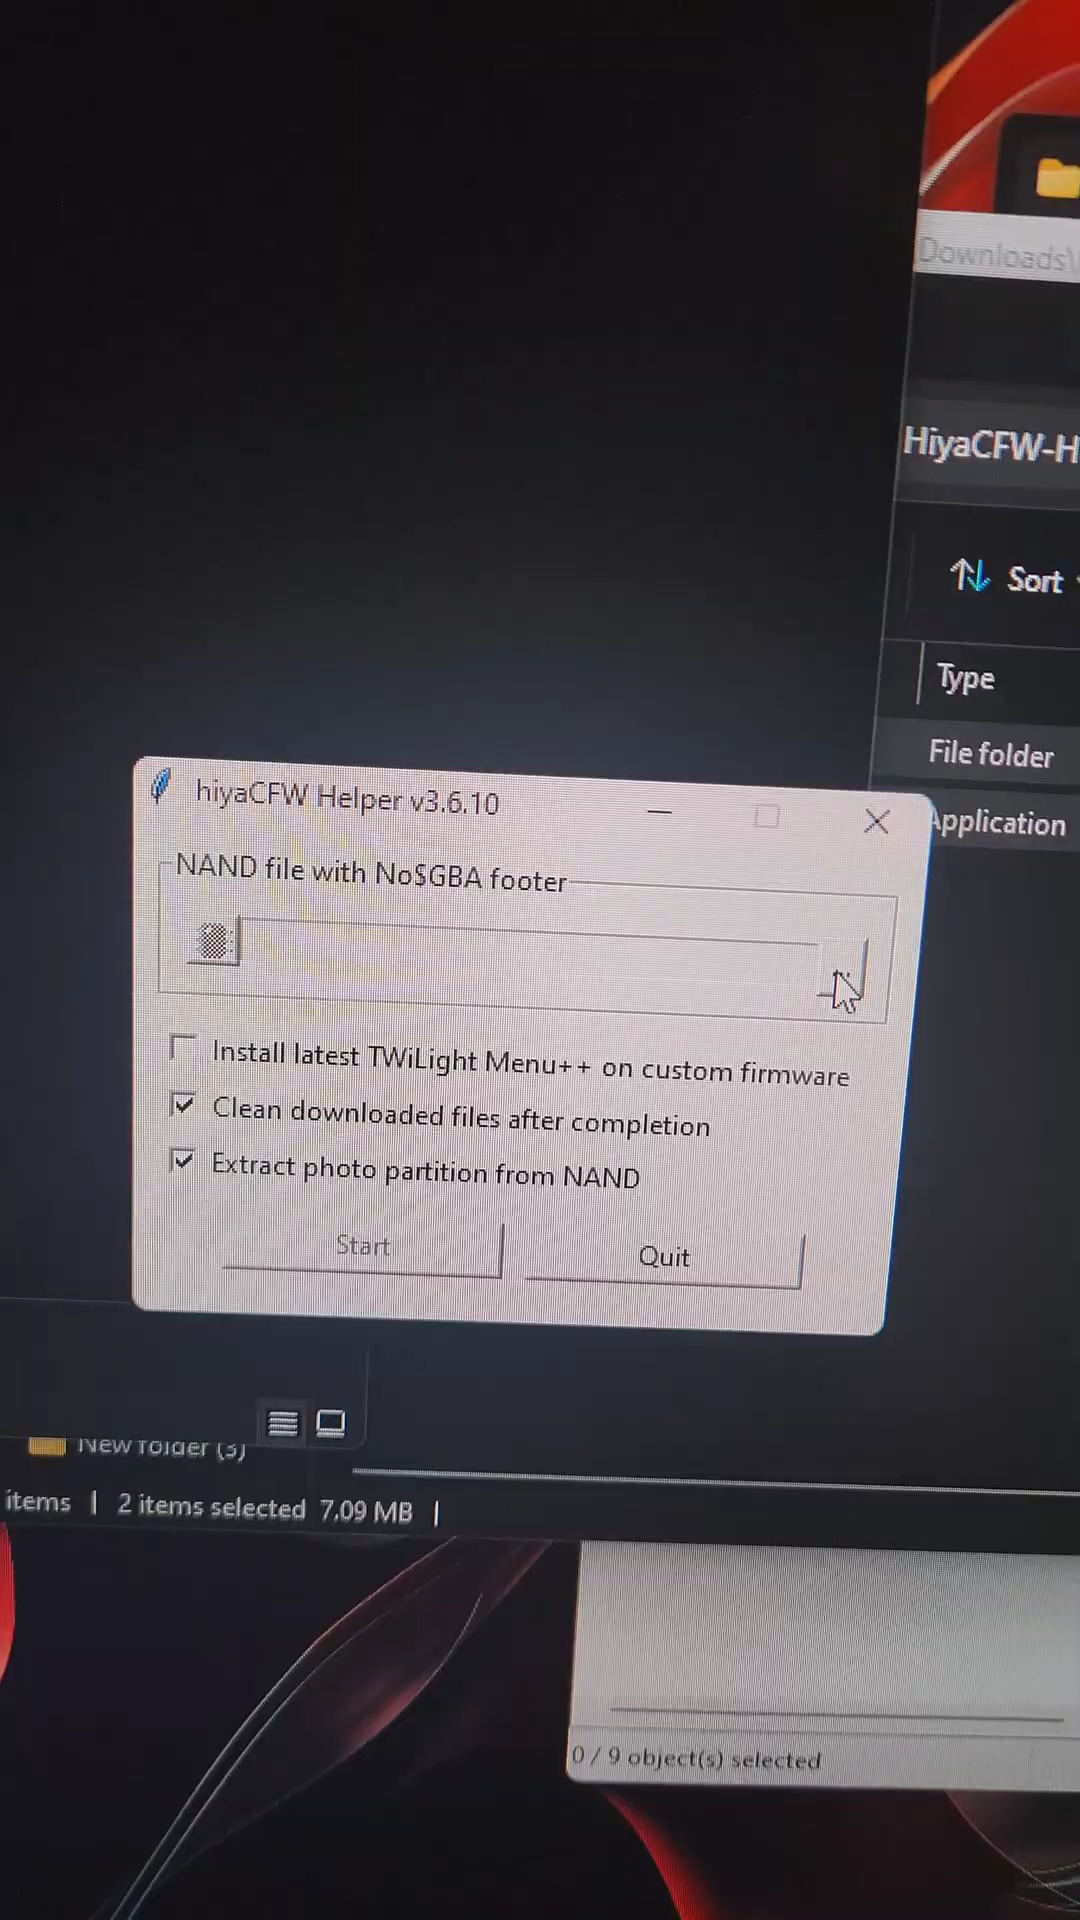 Downloads\
HiyaCFW-H
Sort
Type
File folder
Application
hiyaCFW Helper v3.6.10
NAND file with No$GBA footer
...
Install latest TWiLight Menu++ on custom firmware
Clean downloaded files after completion
Extract photo partition from NAND
Start
Quit
New folder (3)
items | 2 items selected 7.09 MB |
0 / 9 object(s) selected